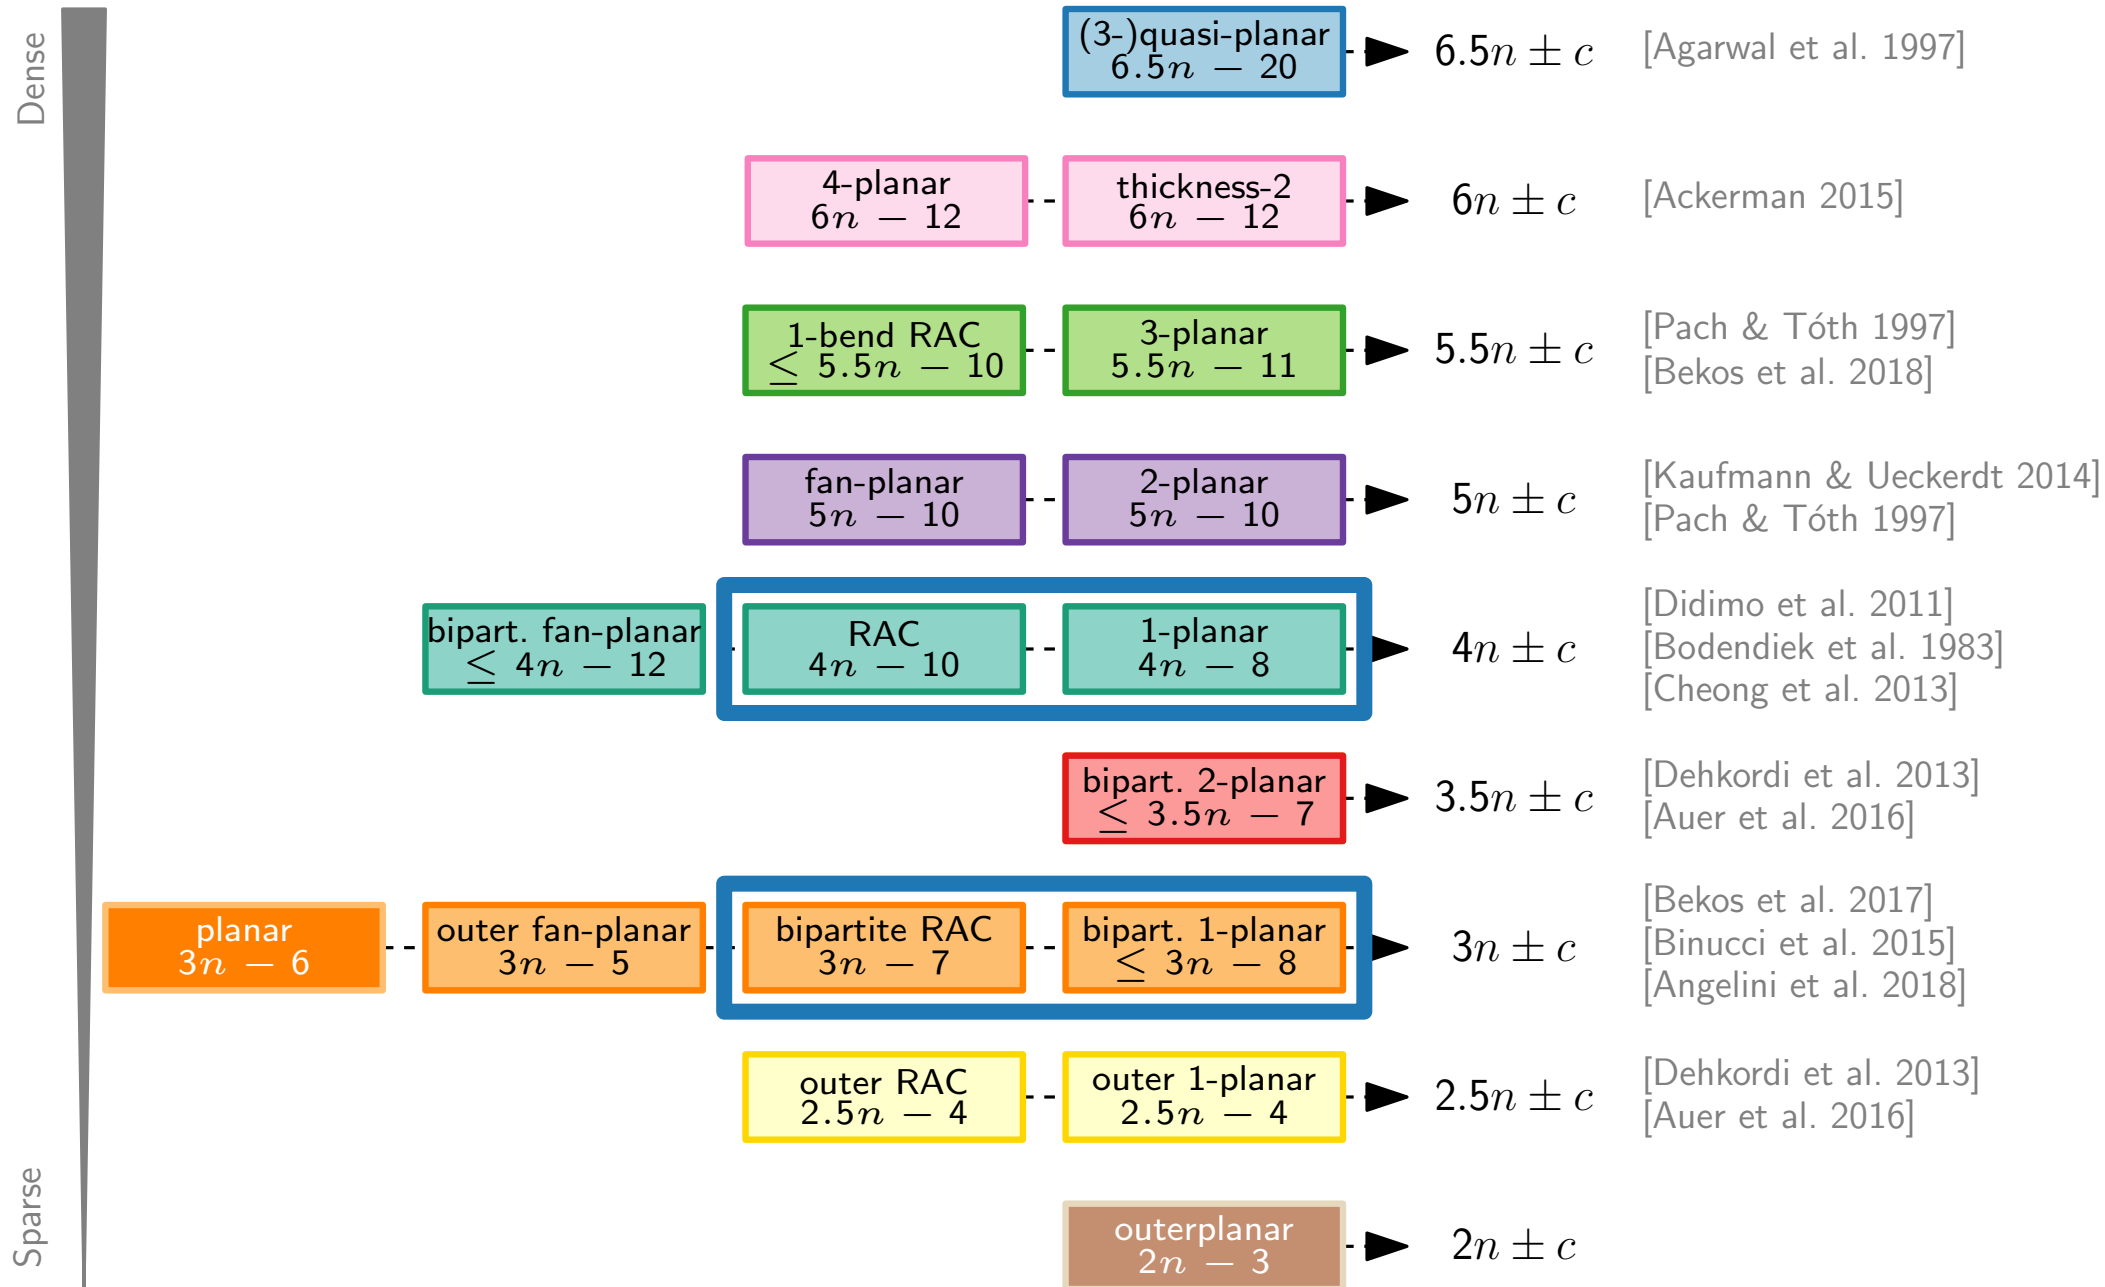 Dense
(3-)quasi-planar
6.5n − 20
6.5n ± c
[Agarwal et al. 1997]
4-planar
6n − 12
thickness-2
6n − 12
6n ± c
[Ackerman 2015]
1-bend RAC
≤ 5.5n − 10
3-planar
5.5n − 11
5.5n ± c
[Pach & Tóth 1997]
[Bekos et al. 2018]
fan-planar
5n − 10
2-planar
5n − 10
5n ± c
[Kaufmann & Ueckerdt 2014]
[Pach & Tóth 1997]
bipart. fan-planar
≤ 4n − 12
RAC
4n − 10
1-planar
4n − 8
4n ± c
[Didimo et al. 2011]
[Bodendiek et al. 1983]
[Cheong et al. 2013]
bipart. 2-planar
≤ 3.5n − 7
3.5n ± c
[Dehkordi et al. 2013]
[Auer et al. 2016]
planar
3n − 6
outer fan-planar
3n − 5
bipartite RAC
3n − 7
bipart. 1-planar
≤ 3n − 8
3n ± c
[Bekos et al. 2017]
[Binucci et al. 2015]
[Angelini et al. 2018]
outer RAC
2.5n − 4
outer 1-planar
2.5n − 4
2.5n ± c
[Dehkordi et al. 2013]
[Auer et al. 2016]
Sparse
outerplanar
2n − 3
2n ± c